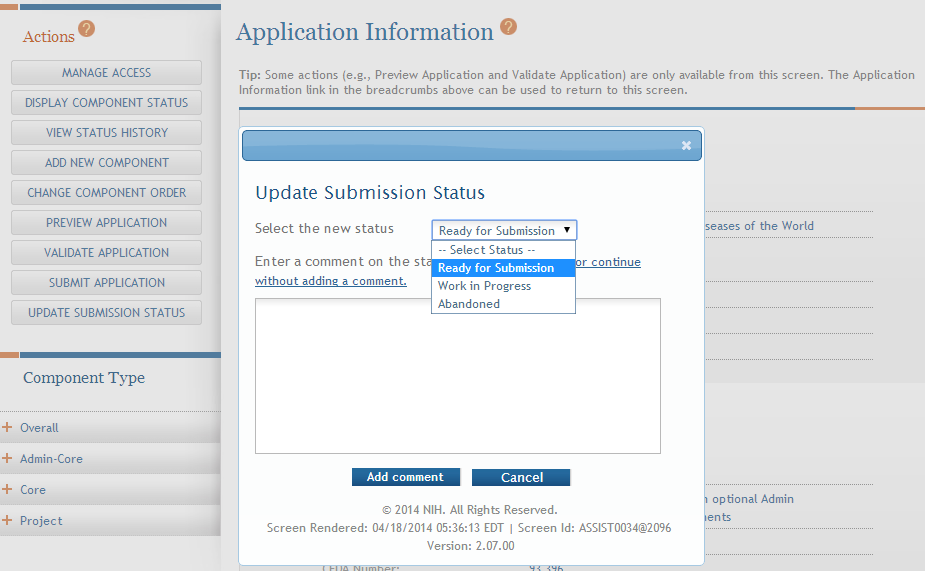 Actions ?
MANAGE ACCESS
DISPLAY COMPONENT STATUS
VIEW STATUS HISTORY
ADD NEW COMPONENT
CHANGE COMPONENT ORDER
PREVIEW APPLICATION
VALIDATE APPLICATION
SUBMIT APPLICATION
UPDATE SUBMISSION STATUS
Component Type
+ Overall
+ Admin-Core
+ Core
+ Project
Application Information ?
Tip: Some actions (e.g., Preview Application and Validate Application) are only available from this screen. The Application
Information link in the breadcrumbs above can be used to return to this screen.
seases of the World
optional Admin
ments
CFDA Number: 93.396
Update Submission Status
Select the new status Ready for Submission
-- Select Status --
Ready for Submission
Work in Progress
Abandoned
Enter a comment on the sta or continue
without adding a comment.
Add comment Cancel
© 2014 NIH. All Rights Reserved.
Screen Rendered: 04/18/2014 05:36:13 EDT | Screen Id: ASSIST0034@2096
Version: 2.07.00